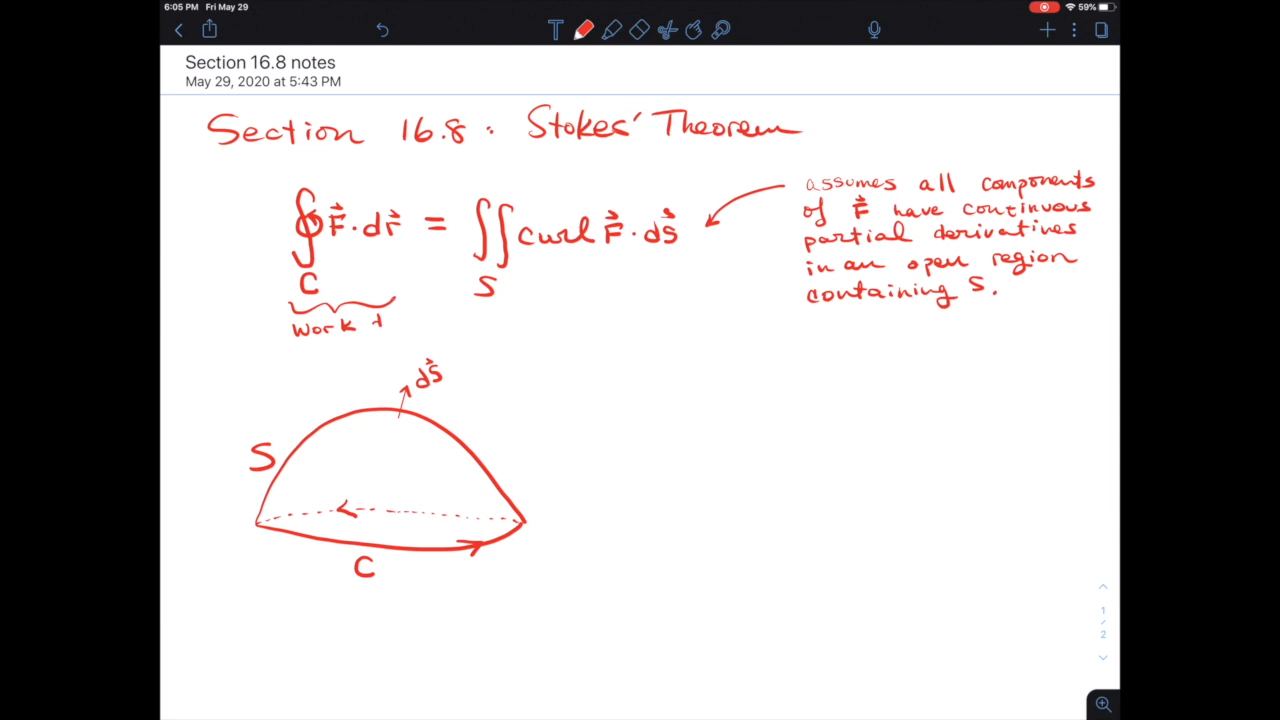 6:05 PM Fri May 29
59%
Section 16.8 notes
May 29, 2020 at 5:43 PM
Section 16.8 : Stokes' Theorem
∮ F⃗·dr⃗ = ∬ curl F⃗·dS⃗
C
S
assumes all components
of F⃗ have continuous
partial derivatives
in an open region
containing S.
Work
dS⃗
S
C
1
/
2